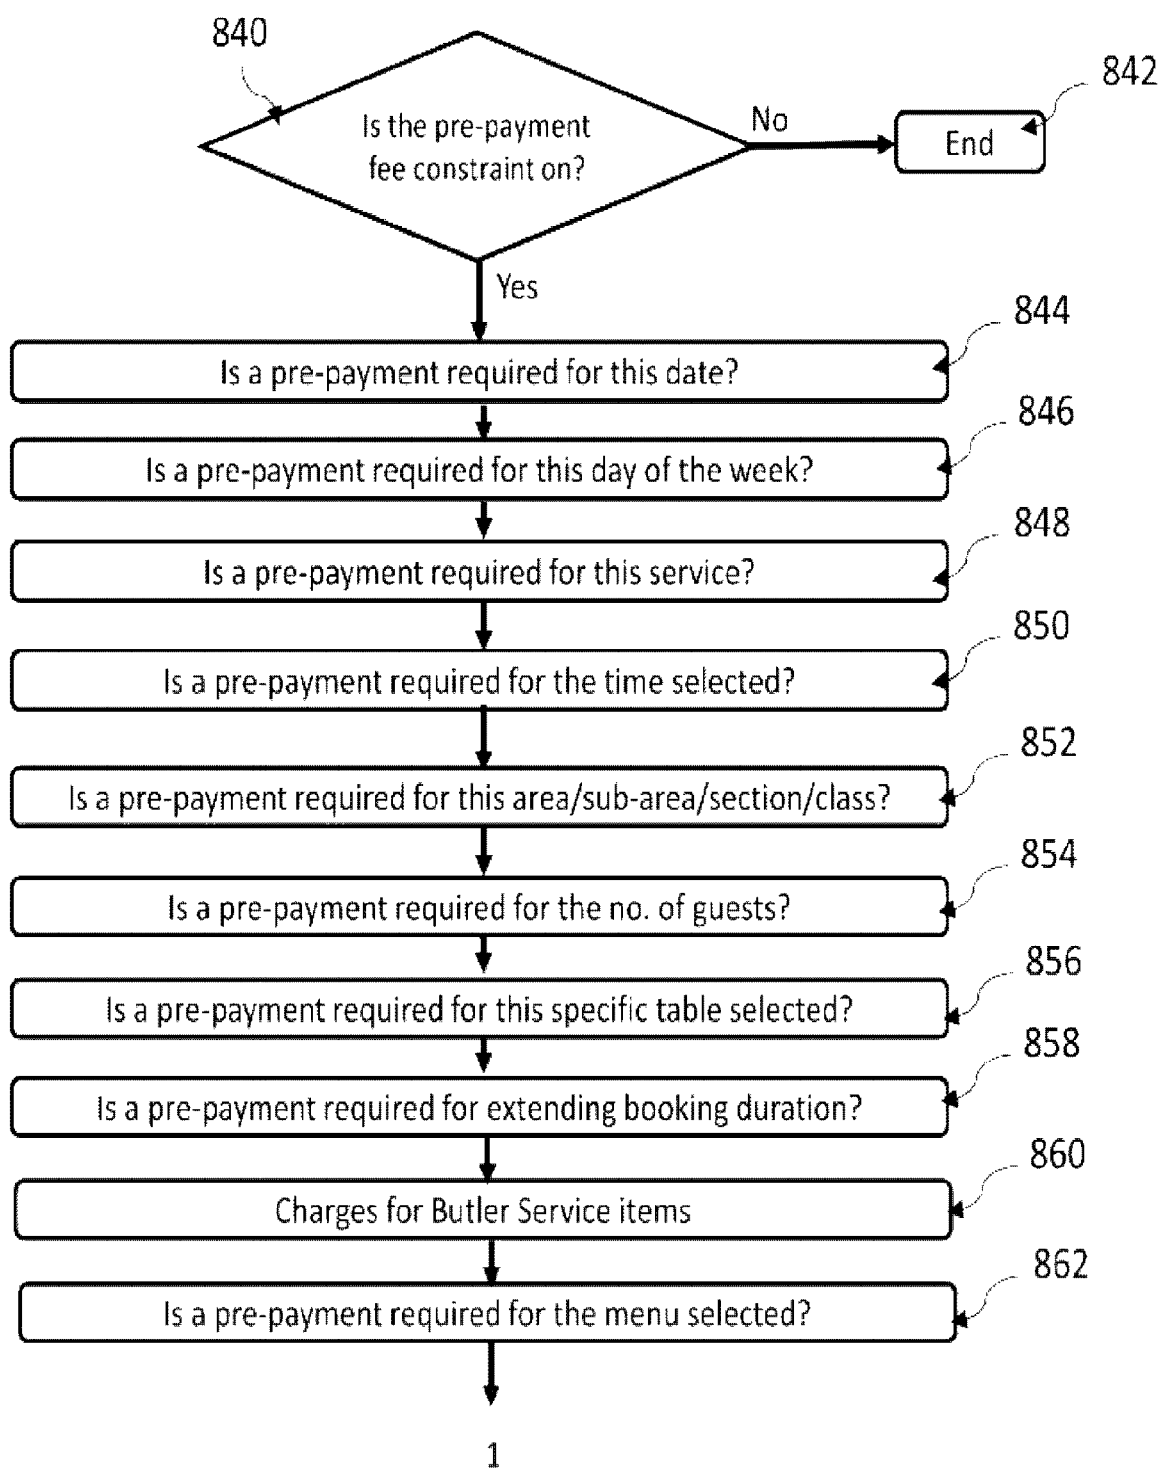 840
842
Is the pre-payment
fee constraint on?
No
End
Yes
844
Is a pre-payment required for this date?
846
Is a pre-payment required for this day of the week?
848
Is a pre-payment required for this service?
850
Is a pre-payment required for the time selected?
852
Is a pre-payment required for this area/sub-area/section/class?
854
Is a pre-payment required for the no. of guests?
856
Is a pre-payment required for this specific table selected?
858
Is a pre-payment required for extending booking duration?
860
Charges for Butler Service items
862
Is a pre-payment required for the menu selected?
1